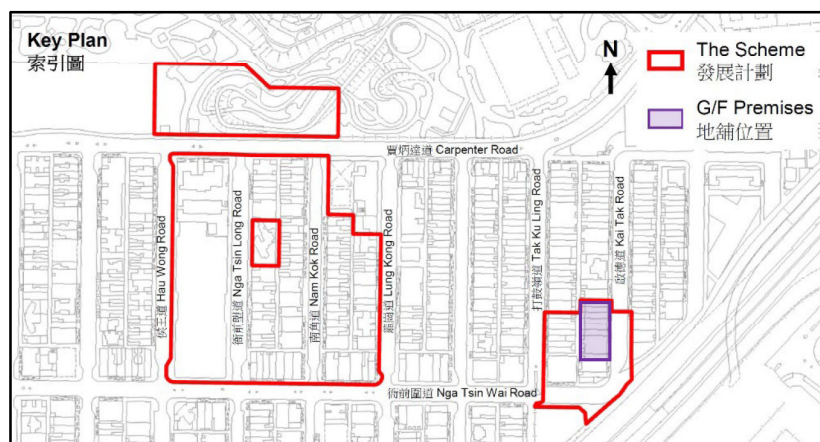 Key Plan
索引圖
N
The Scheme
發展計劃
G/F Premises
地舖位置
賈炳達道 Carpenter Road
侯王道 Hau Wong Road
衙前塱道 Nga Tsin Long Road
南角道 Nam Kok Road
龍崗道 Lung Kong Road
打鼓嶺道 Tak Ku Ling Road
啟德道 Kai Tak Road
衙前圍道 Nga Tsin Wai Road